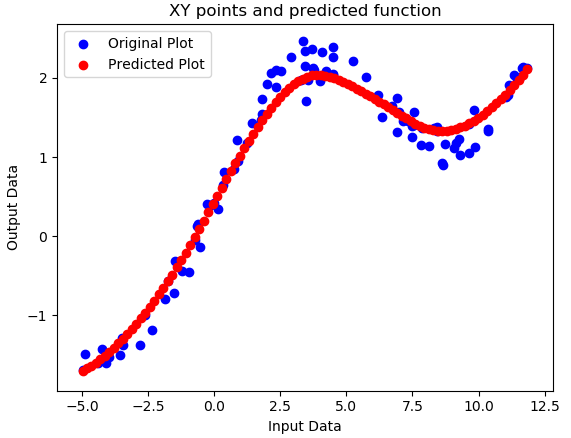 XY points and predicted function
Original Plot
Predicted Plot
Output Data
2
1
0
−1
−5.0 −2.5 0.0 2.5 5.0 7.5 10.0 12.5
Input Data